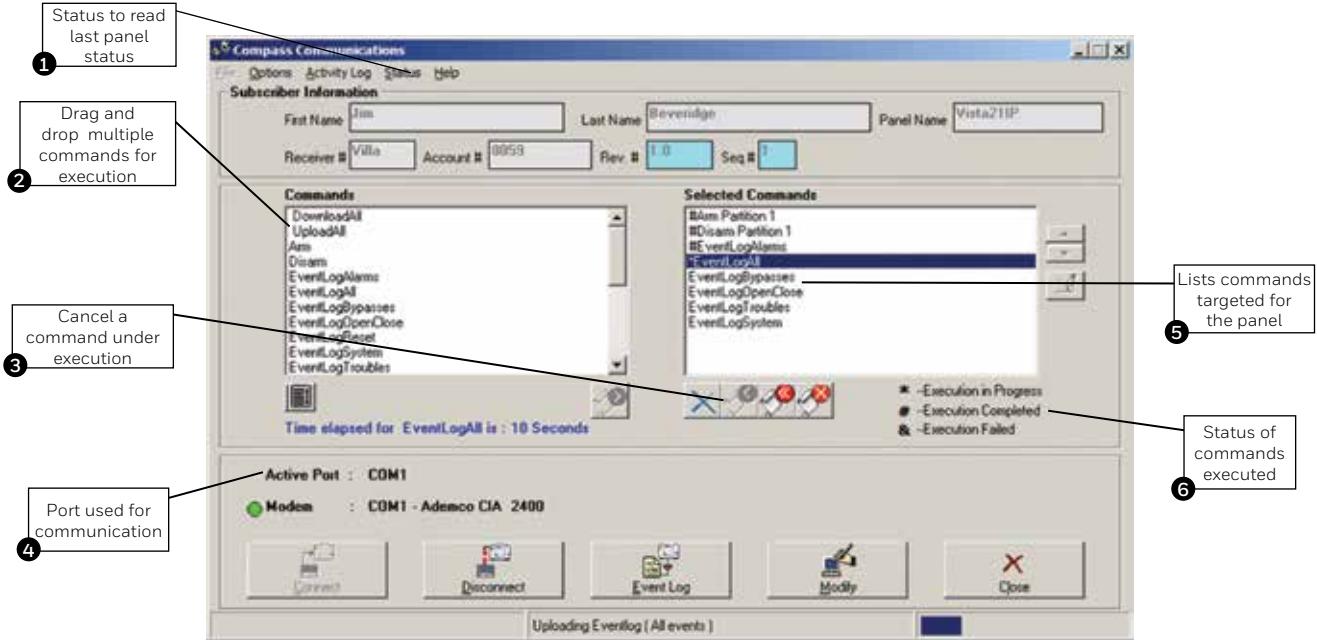 Status to read
last panel
status
1
Drag and
drop multiple
commands for
execution
2
Cancel a
command under
execution
3
Port used for
communication
4
Compass Communications
File Options Activity Log Status Help
Subscriber Information
First Name Jim Last Name Beveridge Panel Name Vista21IP
Receiver # Villa Account # 0059 Rev. # 1.0 Seq # 1
Commands
DownloadAll
UploadAll
Arm
Disarm
EventLogAlarms
EventLogAll
EventLogBypasses
EventLogOpenClose
EventLogReset
EventLogSystem
EventLogTroubles
Selected Commands
#Arm Partition 1
#Disarm Partition 1
#EventLogAlarms
*EventLogAll
EventLogBypasses
EventLogOpenClose
EventLogTroubles
EventLogSystem
* -Execution in Progress
# -Execution Completed
& -Execution Failed
Time elapsed for EventLogAll is : 10 Seconds
Active Port : COM1
Modem : COM1 - Ademco CIA 2400
Connect
Disconnect
Event Log
Modify
Close
Uploading Eventlog ( All events )
Lists commands
targeted for
the panel
5
Status of
commands
executed
6